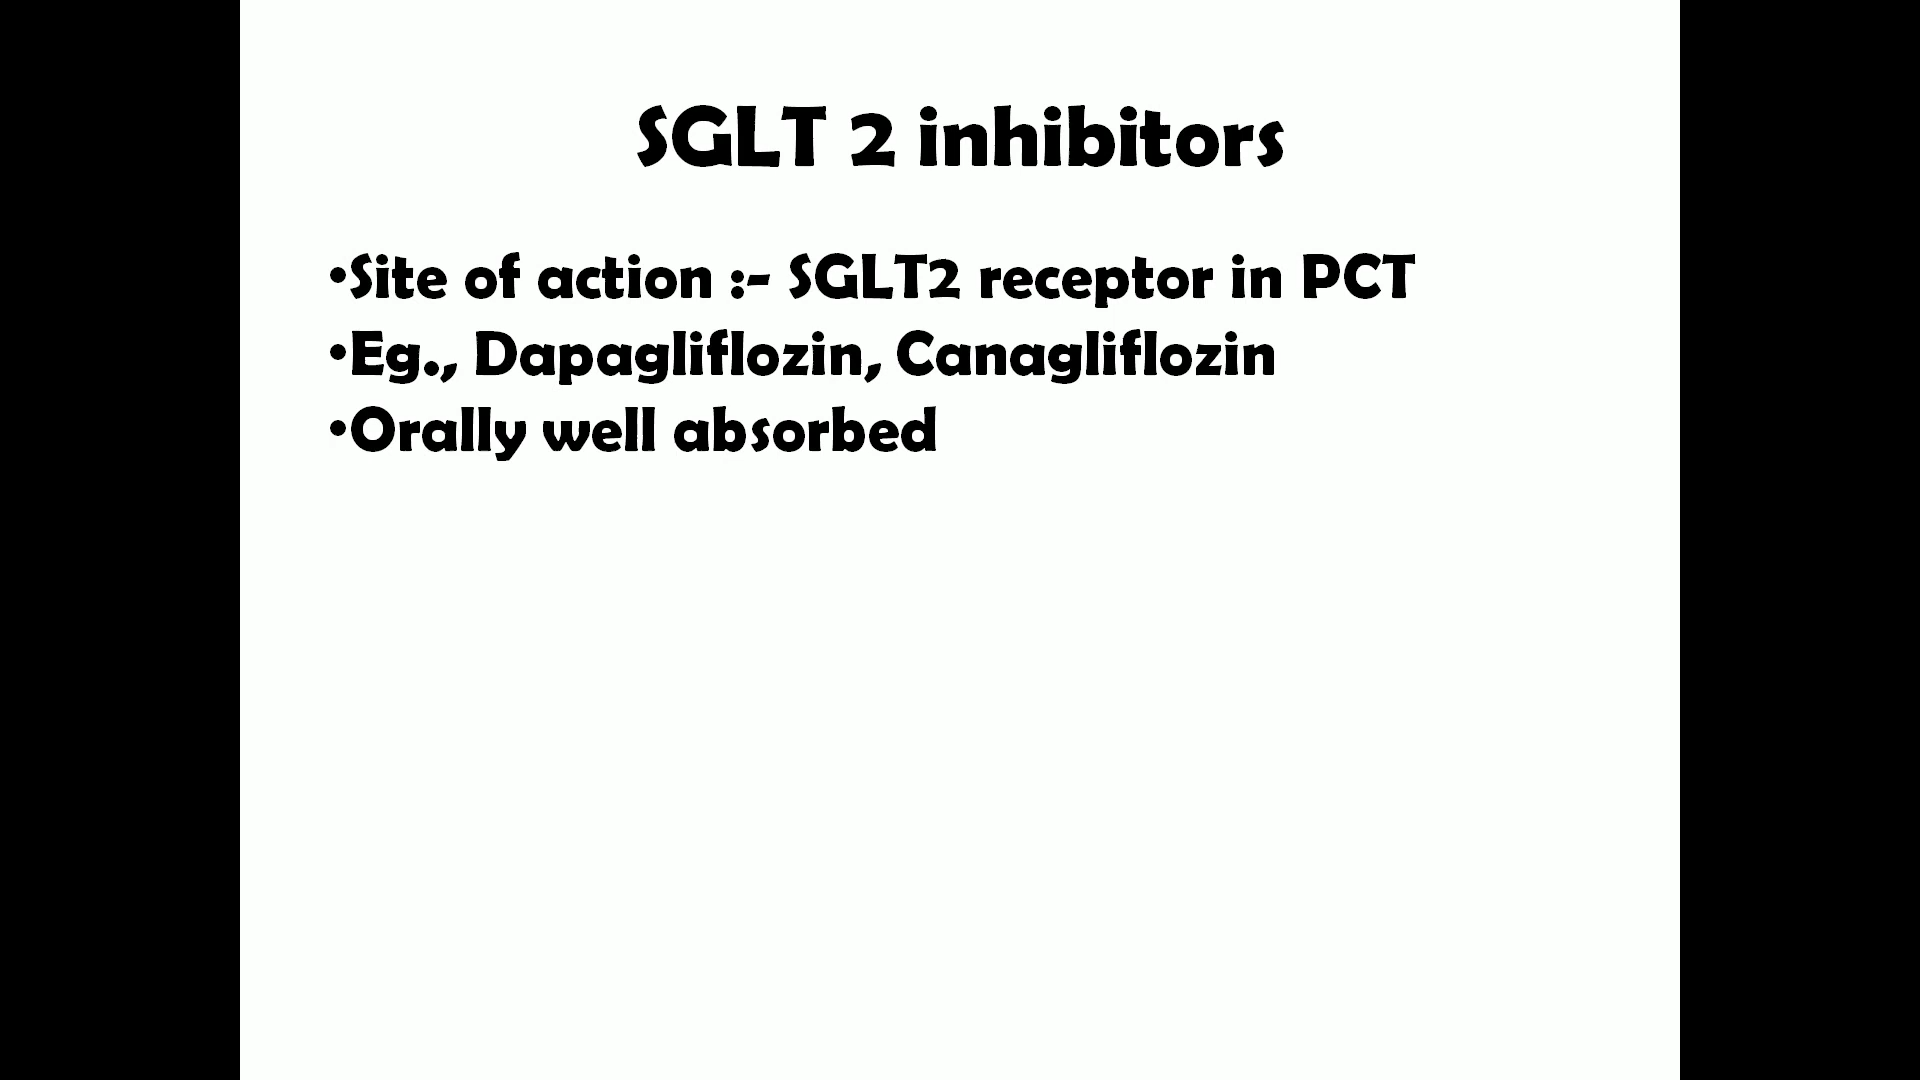 SGLT 2 inhibitors
•Site of action :- SGLT2 receptor in PCT
•Eg., Dapagliflozin, Canagliflozin
•Orally well absorbed